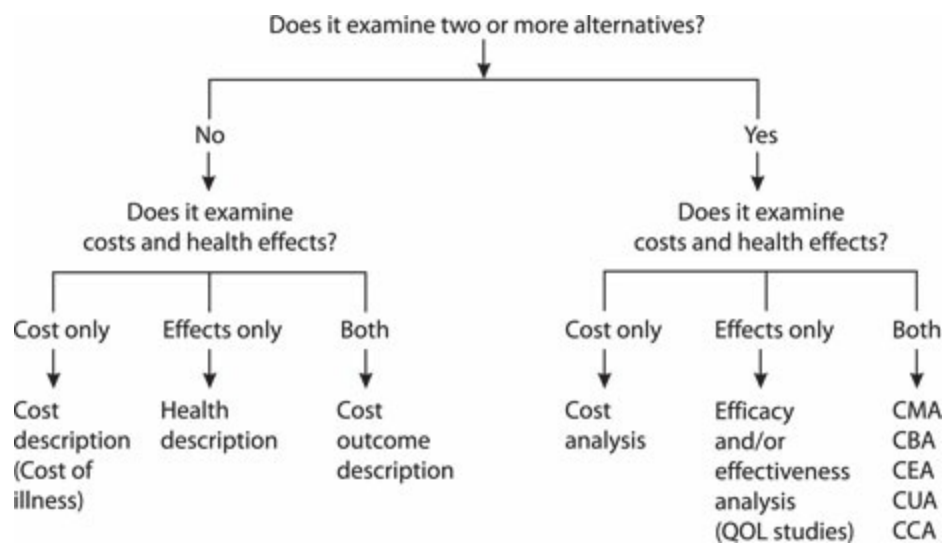 Does it examine two or more alternatives?
No
Yes
Does it examine
costs and health effects?
Does it examine
costs and health effects?
Cost only
Effects only
Both
Cost only
Effects only
Both
Cost
description
(Cost of
illness)
Health
description
Cost
outcome
description
Cost
analysis
Efficacy
and/or
effectiveness
analysis
(QOL studies)
CMA
CBA
CEA
CUA
CCA